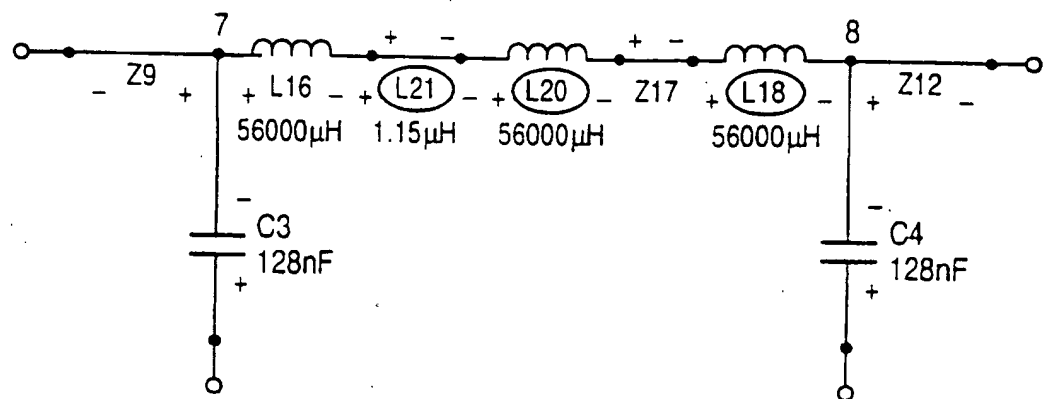 7
8
+ −
+ −
Z9
− +
+ L16 −
+ L21 −
+ L20 −
Z17
+ L18 −
+ Z12 −
56000μH
1.15μH
56000μH
56000μH
−
C3
128nF
+
−
C4
128nF
+